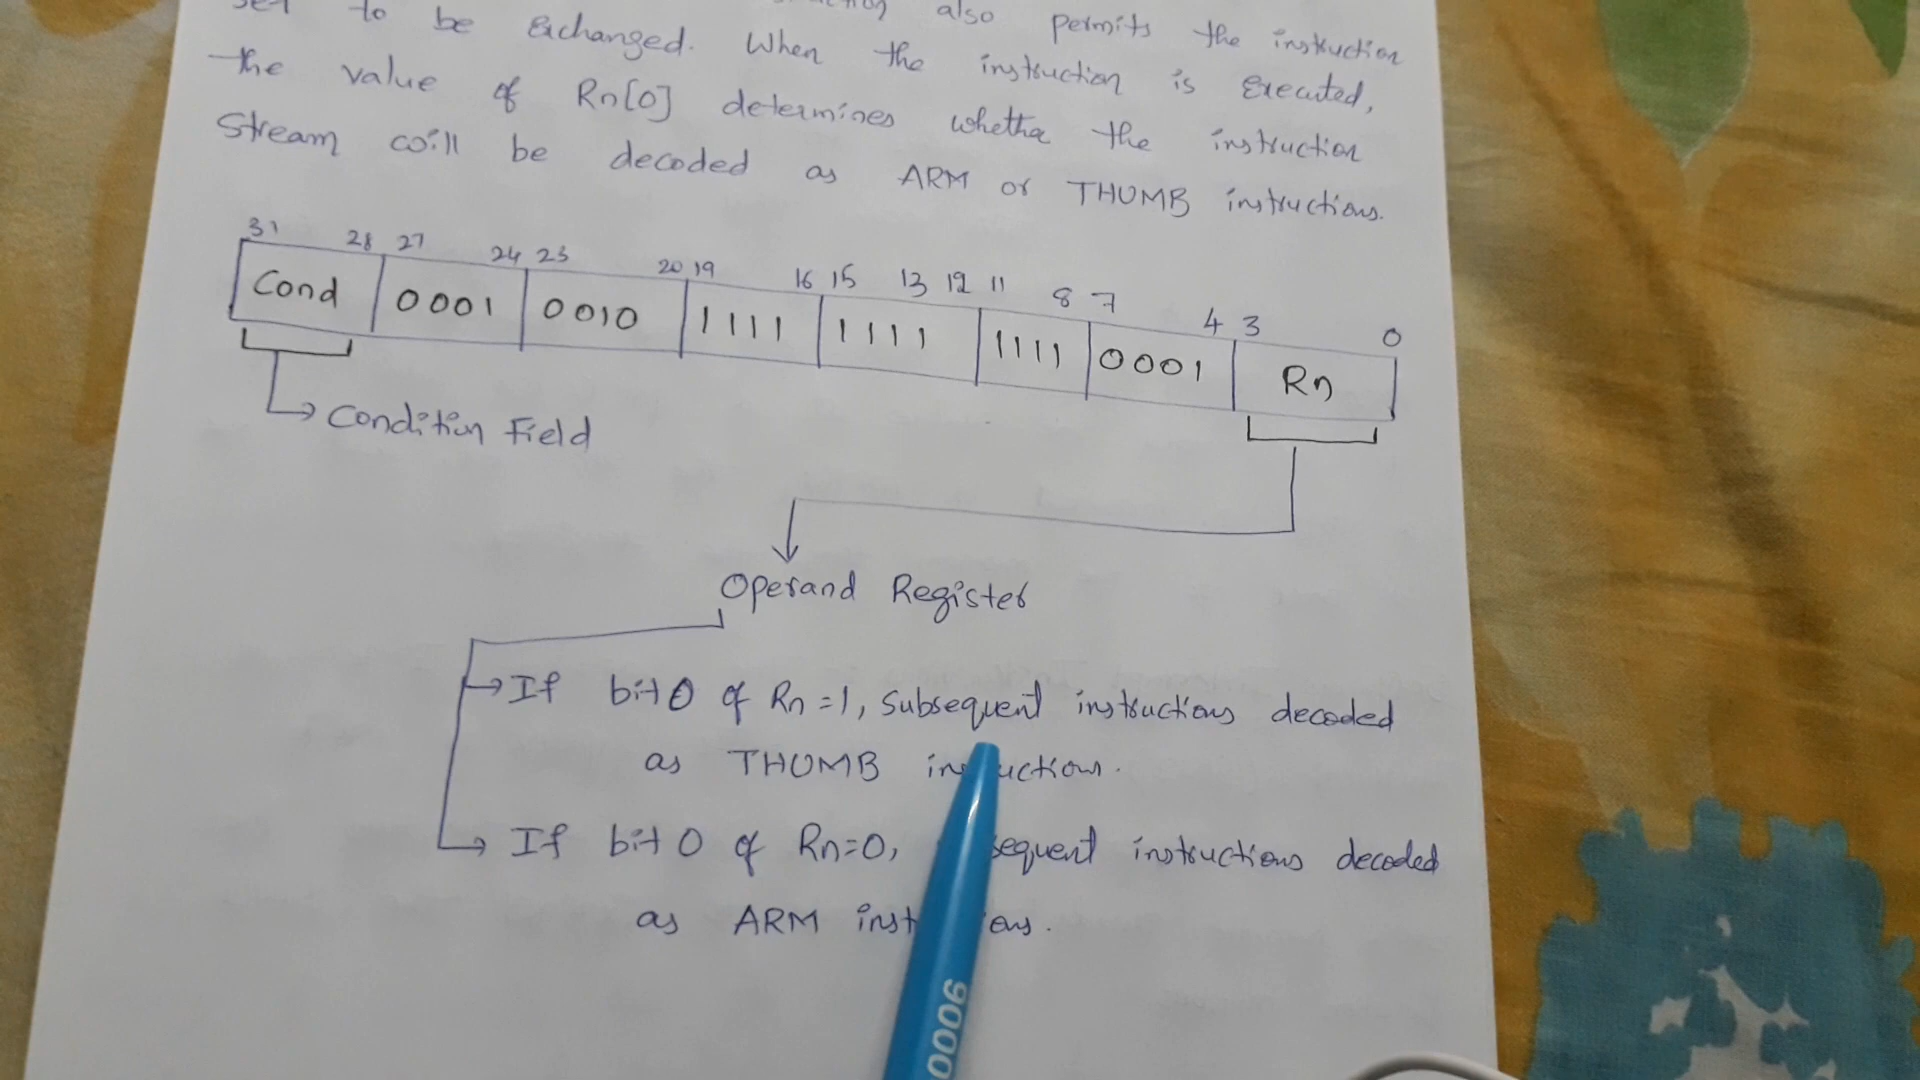 to be Exchanged. When the instruction is Executed,
also permits the instruction
the value of Rn[0] determines whether the instruction
Stream will be decoded as ARM or THUMB instructions.
31 28 27 24 23 20 19 16 15 13 12 11 8 7 4 3 0
Cond 0001 0010 1111 1111 1111 0001 Rn
Condition Field
Operand Register
If bit 0 of Rn=1, Subsequent instructions decoded
as THUMB
If bit 0 of Rn=0, instructions decoded
as ARM
0006